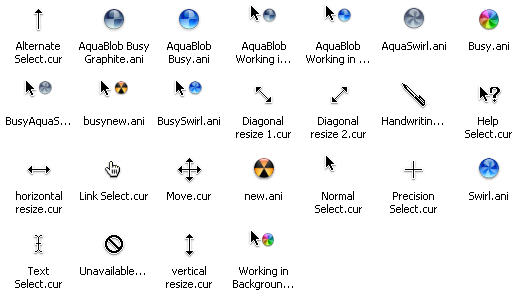 Alternate
Select.cur
AquaBlob Busy
Graphite.ani
AquaBlob
Busy.ani
AquaBlob
Working i...
AquaBlob
Working in ...
AquaSwirl.ani
Busy.ani
BusyAquaS...
busynew.ani
BusySwirl.ani
Diagonal
resize 1.cur
Diagonal
resize 2.cur
Handwritin...
Help
Select.cur
horizontal
resize.cur
Link Select.cur
Move.cur
new.ani
Normal
Select.cur
Precision
Select.cur
Swirl.ani
Text
Select.cur
Unavailable...
vertical
resize.cur
Working in
Backgroun...